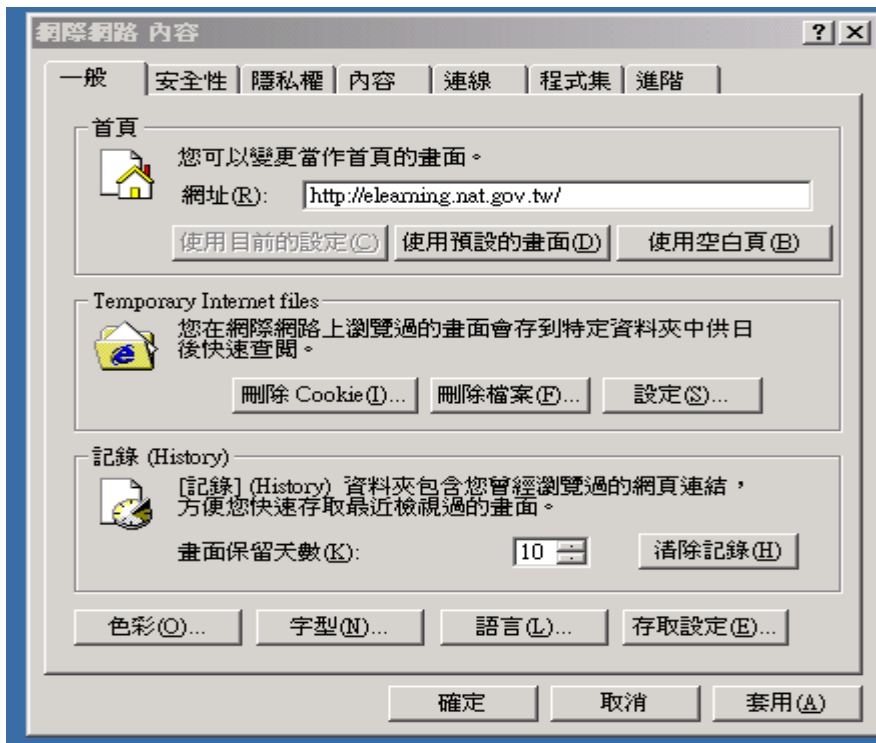 網際網路 內容
一般 安全性 隱私權 內容 連線 程式集 進階
首頁
您可以變更當作首頁的畫面。
網址(R): http://elearning.nat.gov.tw/
使用目前的設定(C) 使用預設的畫面(D) 使用空白頁(B)
Temporary Internet files
您在網際網路上瀏覽過的畫面會存到特定資料夾中供日
後快速查閱。
刪除 Cookie(I)... 刪除檔案(F)... 設定(S)...
記錄 (History)
[記錄] (History) 資料夾包含您曾經瀏覽過的網頁連結，
方便您快速存取最近檢視過的畫面。
畫面保留天數(K): 10 清除記錄(H)
色彩(O)... 字型(N)... 語言(L)... 存取設定(E)...
確定 取消 套用(A)